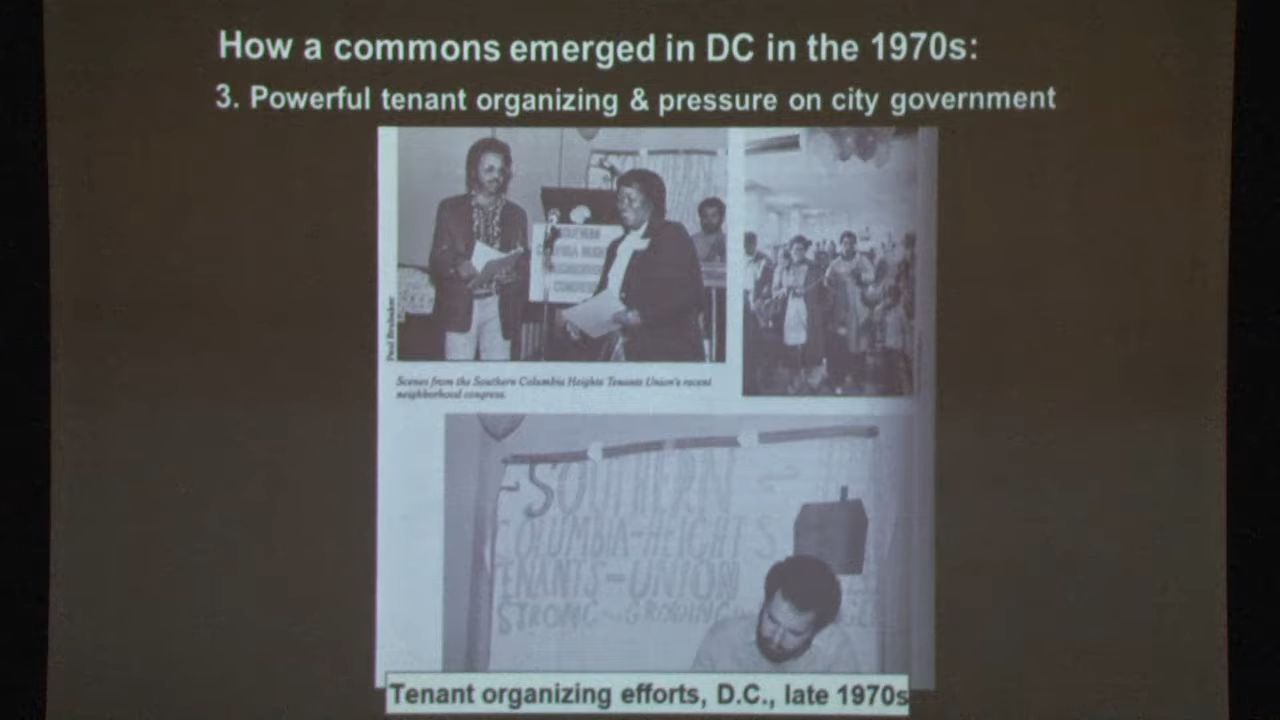 How a commons emerged in DC in the 1970s:
3. Powerful tenant organizing & pressure on city government
Scenes from the Southern Columbia Heights Tenants Union's recent
neighborhood congress.
SOUTHERN
COLUMBIA-HEIGHTS
TENANTS-UNION
STRONG GROWING
Tenant organizing efforts, D.C., late 1970s